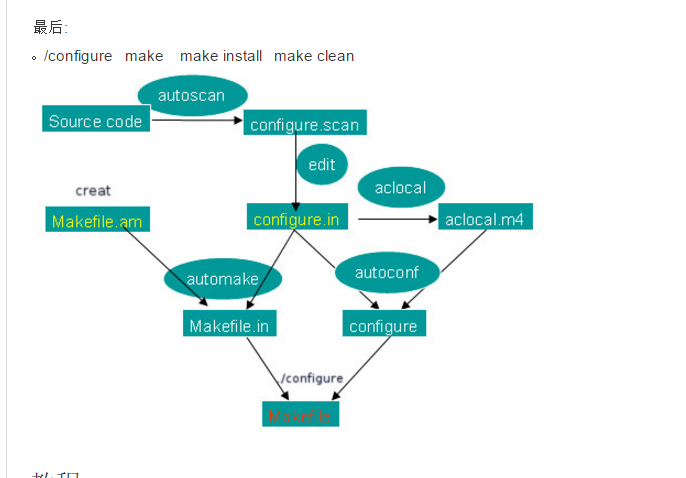 最后:
/configure make make install make clean
autoscan
Source code
configure.scan
edit
creat
aclocal
Makefile.am
configure.in
aclocal.m4
automake
autoconf
Makefile.in
configure
./configure
Makefile